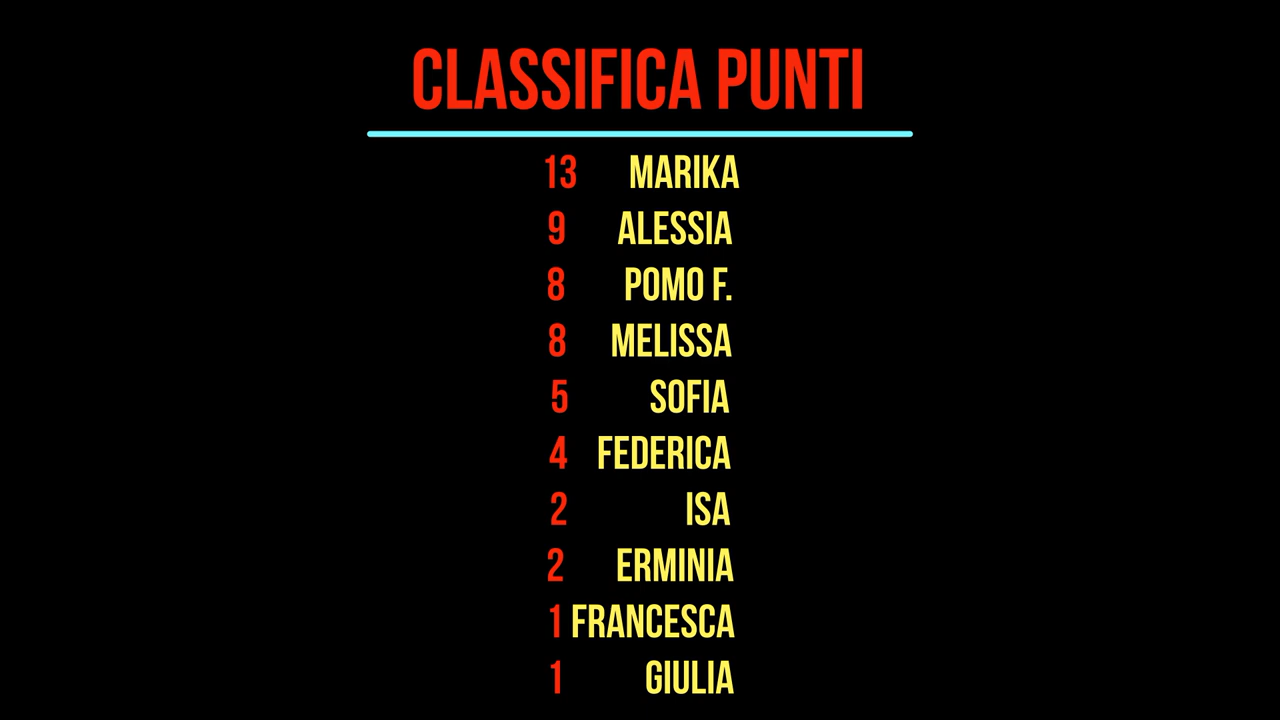 CLASSIFICA PUNTI
13 MARIKA
9 ALESSIA
8 POMO F.
8 MELISSA
5 SOFIA
4 FEDERICA
2 ISA
2 ERMINIA
1 FRANCESCA
1 GIULIA